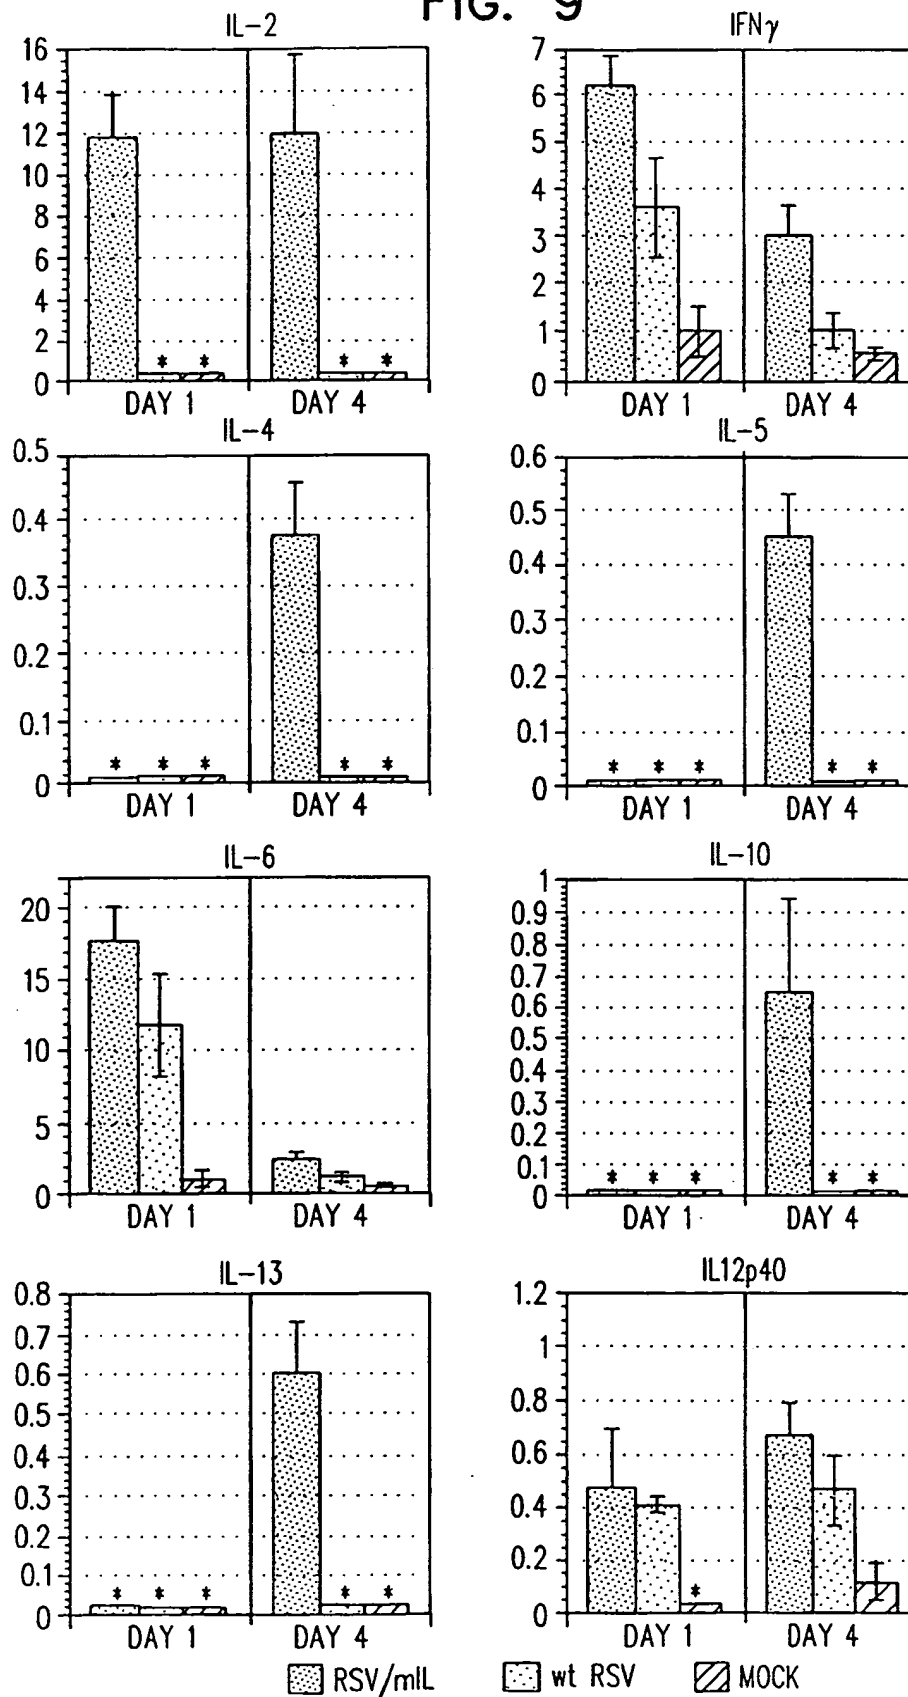 FIG. 9
IL-2
16
14
12
10
8
6
4
2
0
* * * *
DAY 1 DAY 4
IFNγ
7
6
5
4
3
2
1
0
DAY 1 DAY 4
IL-4
0.5
0.4
0.3
0.2
0.1
0
* * * * *
DAY 1 DAY 4
IL-5
0.6
0.5
0.4
0.3
0.2
0.1
0
* * * * *
DAY 1 DAY 4
IL-6
20
15
10
5
0
DAY 1 DAY 4
IL-10
1
0.9
0.8
0.7
0.6
0.5
0.4
0.3
0.2
0.1
0
* * * * *
DAY 1 DAY 4
IL-13
0.8
0.7
0.6
0.5
0.4
0.3
0.2
0.1
0
* * * * *
DAY 1 DAY 4
IL12p40
1.2
1
0.8
0.6
0.4
0.2
0
*
DAY 1 DAY 4
RSV/mIL wt RSV MOCK